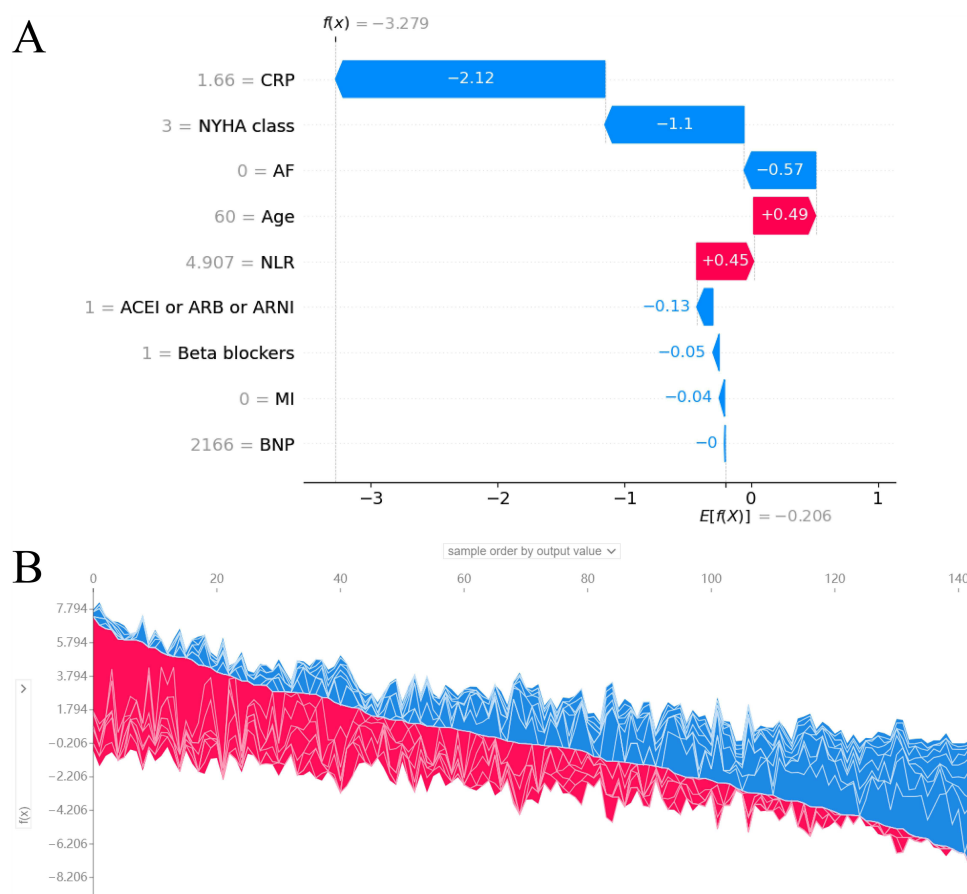 A
f(x) = −3.279
1.66 = CRP
−2.12
3 = NYHA class
−1.1
0 = AF
−0.57
60 = Age
+0.49
4.907 = NLR
+0.45
1 = ACEI or ARB or ARNI
−0.13
1 = Beta blockers
−0.05
0 = MI
−0.04
2166 = BNP
−0
−3 −2 −1 0 1
E[f(X)] = −0.206
B
sample order by output value
0 20 40 60 80 100 120 140
7.794
5.794
3.794
1.794
−0.206
−2.206
−4.206
f(x)
−6.206
−8.206